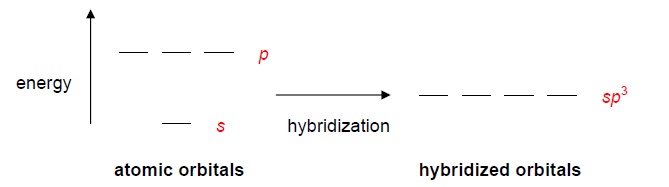 p
energy
sp³
s
hybridization
atomic orbitals
hybridized orbitals